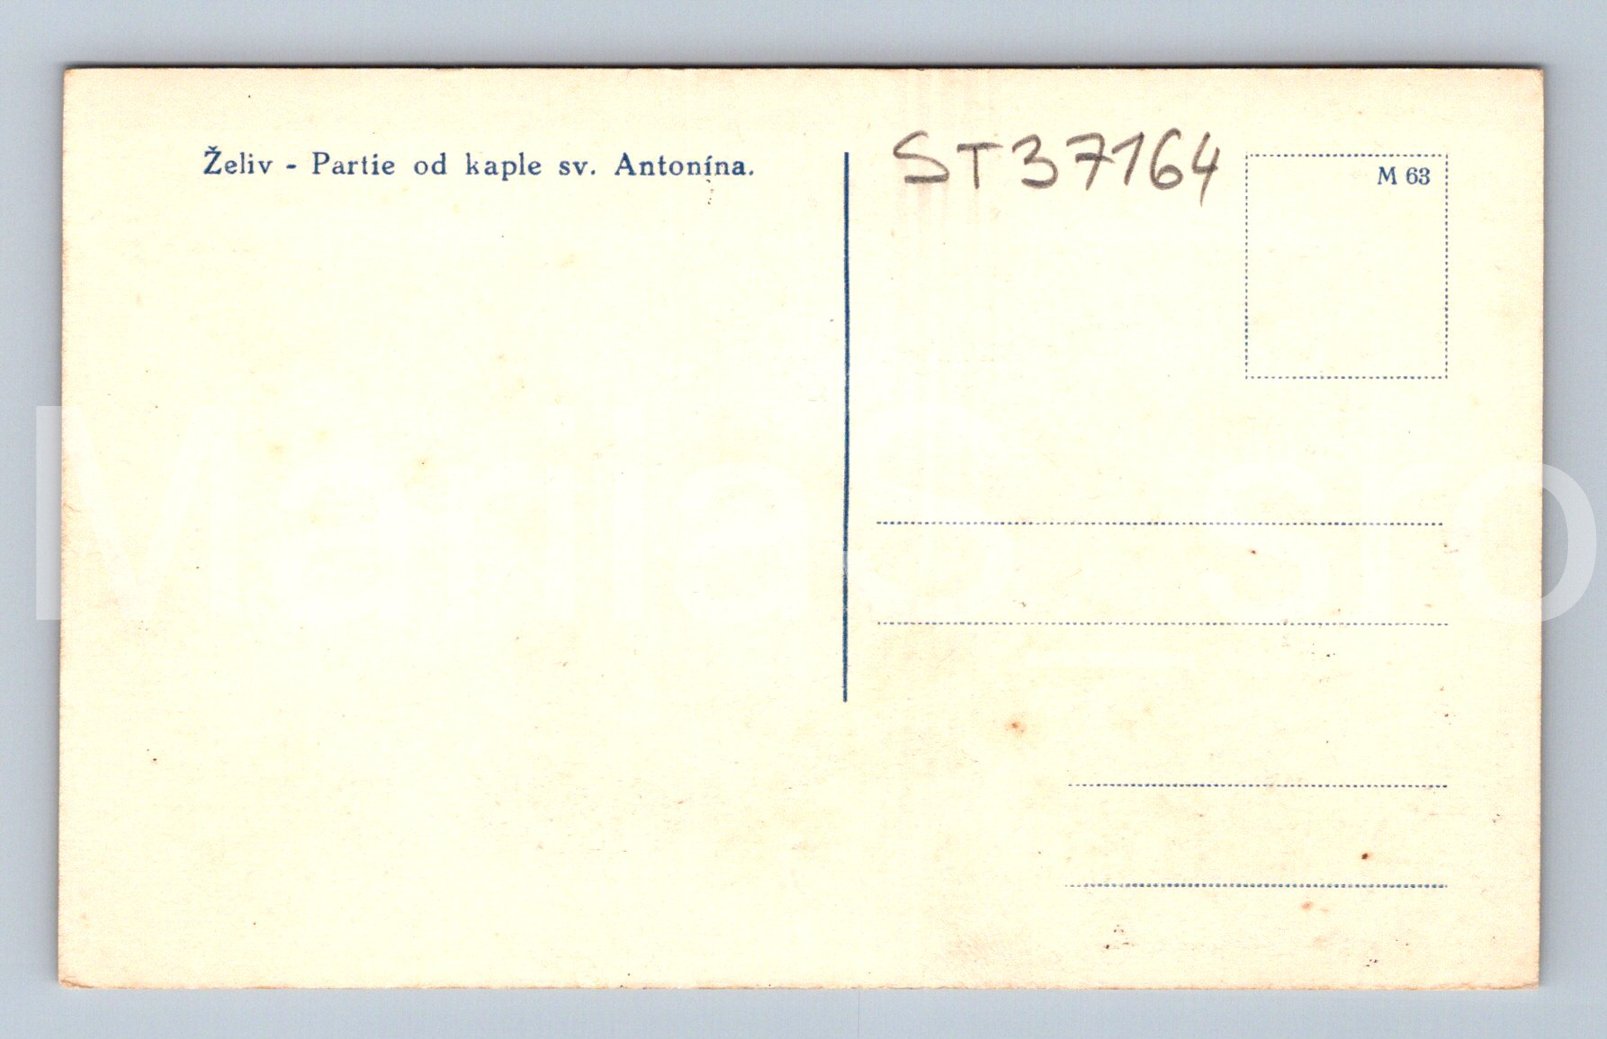 Želiv - Partie od kaple sv. Antonína.
ST37164
M 63